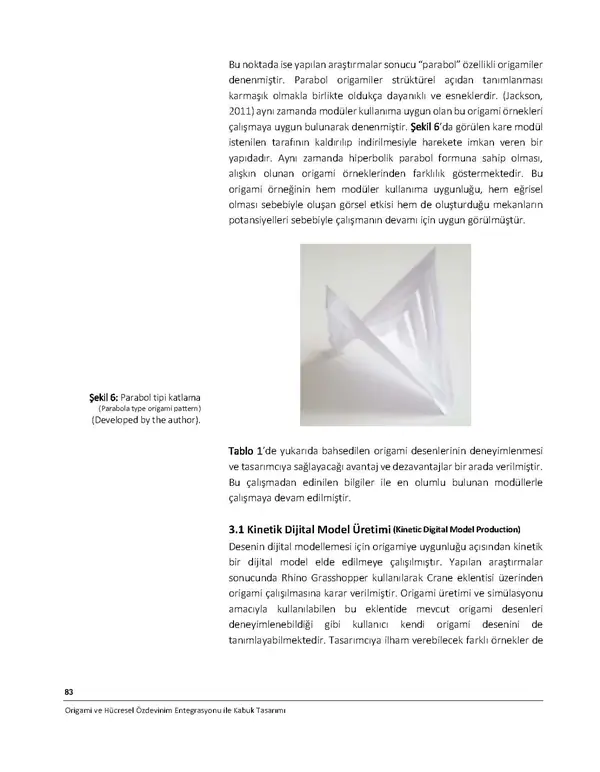 Bu noktada ise yapılan araştırmalar sonucu “parabol” özellikli origamiler
denenmiştir. Parabol origamiler strüktürel açıdan tanımlanması
karmaşık olmakla birlikte oldukça dayanıklı ve esneklerdir. (Jackson,
2011) aynı zamanda modüler kullanıma uygun olan bu origami örnekleri
çalışmaya uygun bulunarak denenmiştir. Şekil 6’da görülen kare modül
istenilen tarafının kaldırılıp indirilmesiyle harekete imkan veren bir
yapıdadır. Aynı zamanda hiperbolik parabol formuna sahip olması,
alışkın olunan origami örneklerinden farklılık göstermektedir. Bu
origami örneğinin hem modüler kullanıma uygunluğu, hem eğrisel
olması sebebiyle oluşan görsel etkisi hem de oluşturduğu mekanların
potansiyelleri sebebiyle çalışmanın devamı için uygun görülmüştür.
Şekil 6: Parabol tipi katlama
(Parabola type origami pattern)
(Developed by the author).
Tablo 1’de yukarıda bahsedilen origami desenlerinin deneyimlenmesi
ve tasarımcıya sağlayacağı avantaj ve dezavantajlar bir arada verilmiştir.
Bu çalışmadan edinilen bilgiler ile en olumlu bulunan modüllerle
çalışmaya devam edilmiştir.
3.1 Kinetik Dijital Model Üretimi (Kinetic Digital Model Production)
Desenin dijital modellemesi için origamiye uygunluğu açısından kinetik
bir dijital model elde edilmeye çalışılmıştır. Yapılan araştırmalar
sonucunda Rhino Grasshopper kullanılarak Crane eklentisi üzerinden
origami çalışılmasına karar verilmiştir. Origami üretimi ve simülasyonu
amacıyla kullanılabilen bu eklentide mevcut origami desenleri
deneyimlenebildiği gibi kullanıcı kendi origami desenini de
tanımlayabilmektedir. Tasarımcıya ilham verebilecek farklı örnekler de
83
Origami ve Hücresel Özdevinim Entegrasyonu ile Kabuk Tasarımı